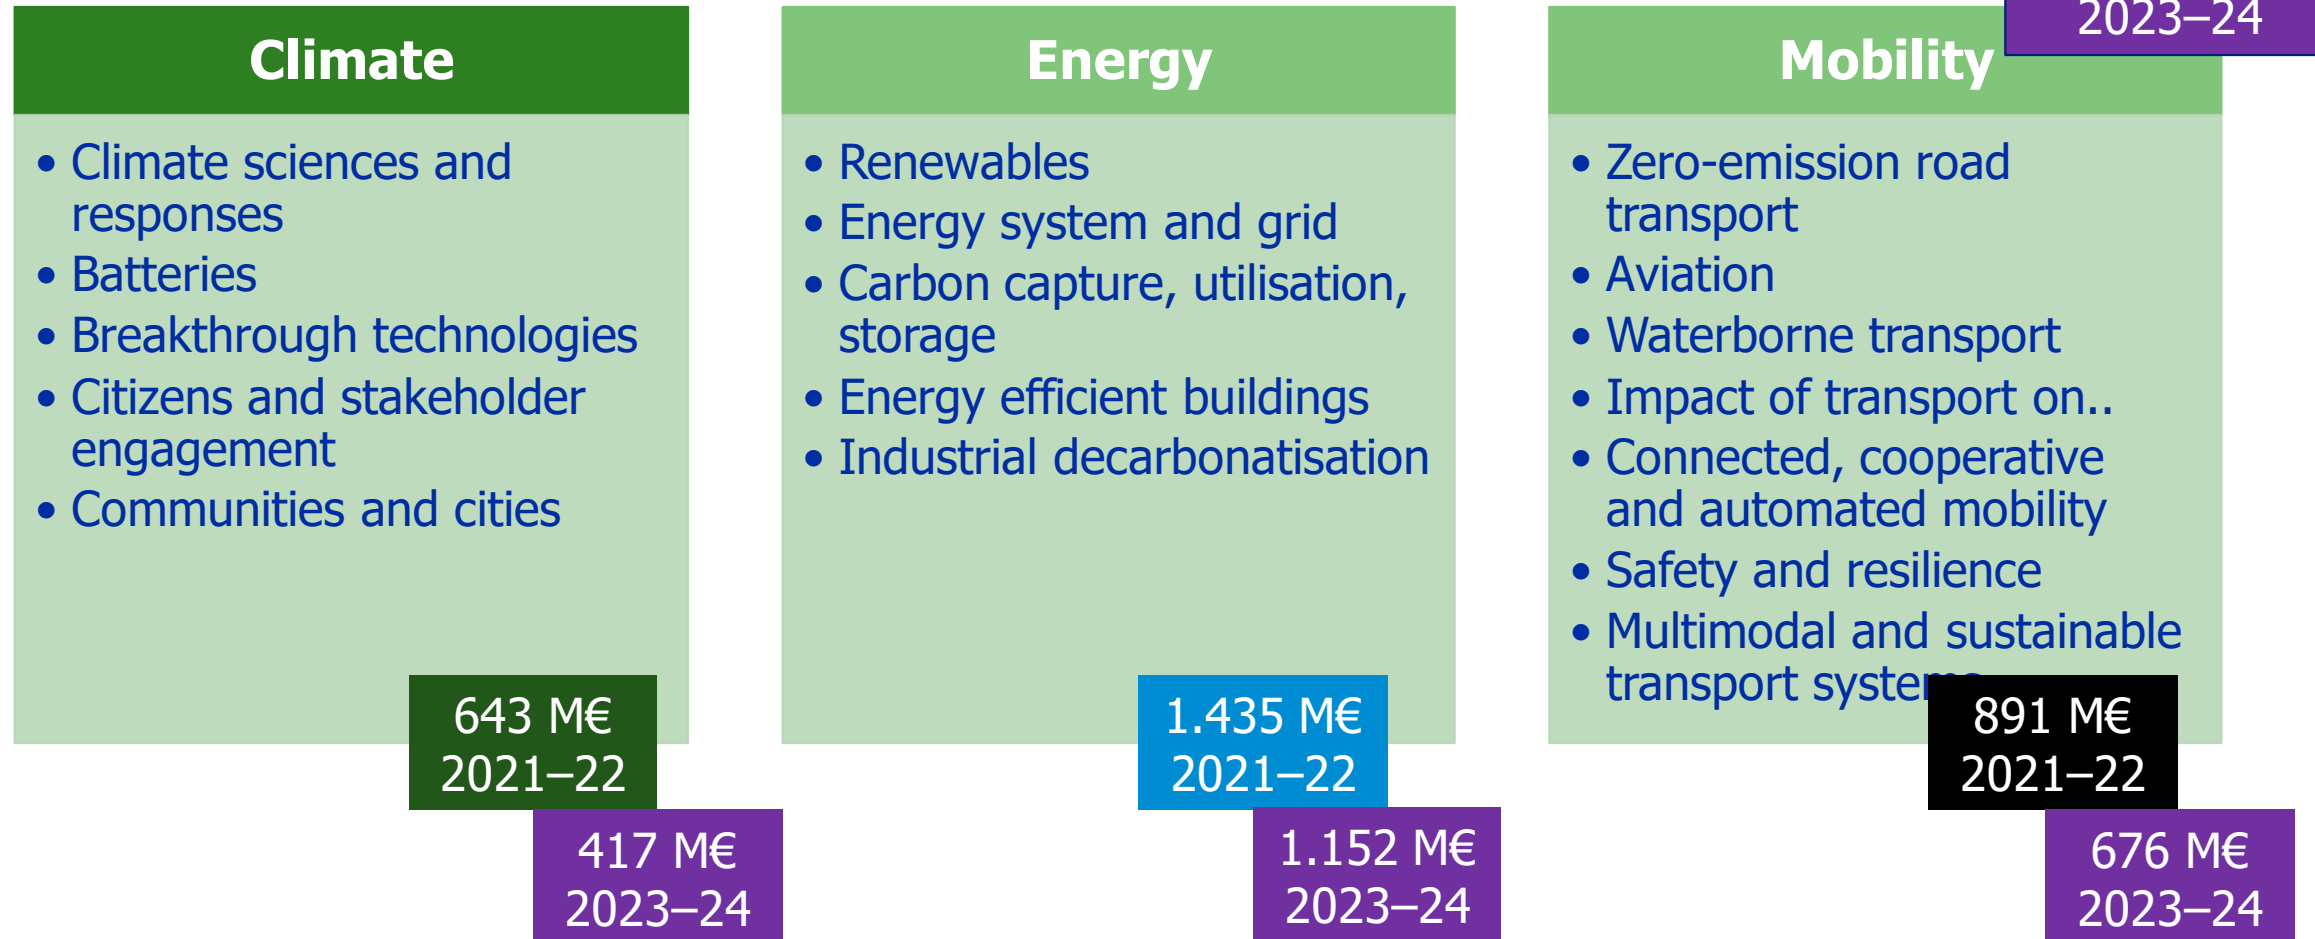 2023–24
Climate
• Climate sciences and
responses
• Batteries
• Breakthrough technologies
• Citizens and stakeholder
engagement
• Communities and cities
643 M€
2021–22
417 M€
2023–24
Energy
• Renewables
• Energy system and grid
• Carbon capture, utilisation,
storage
• Energy efficient buildings
• Industrial decarbonatisation
1.435 M€
2021–22
1.152 M€
2023–24
Mobility
• Zero-emission road
transport
• Aviation
• Waterborne transport
• Impact of transport on..
• Connected, cooperative
and automated mobility
• Safety and resilience
• Multimodal and sustainable
transport systems
891 M€
2021–22
676 M€
2023–24